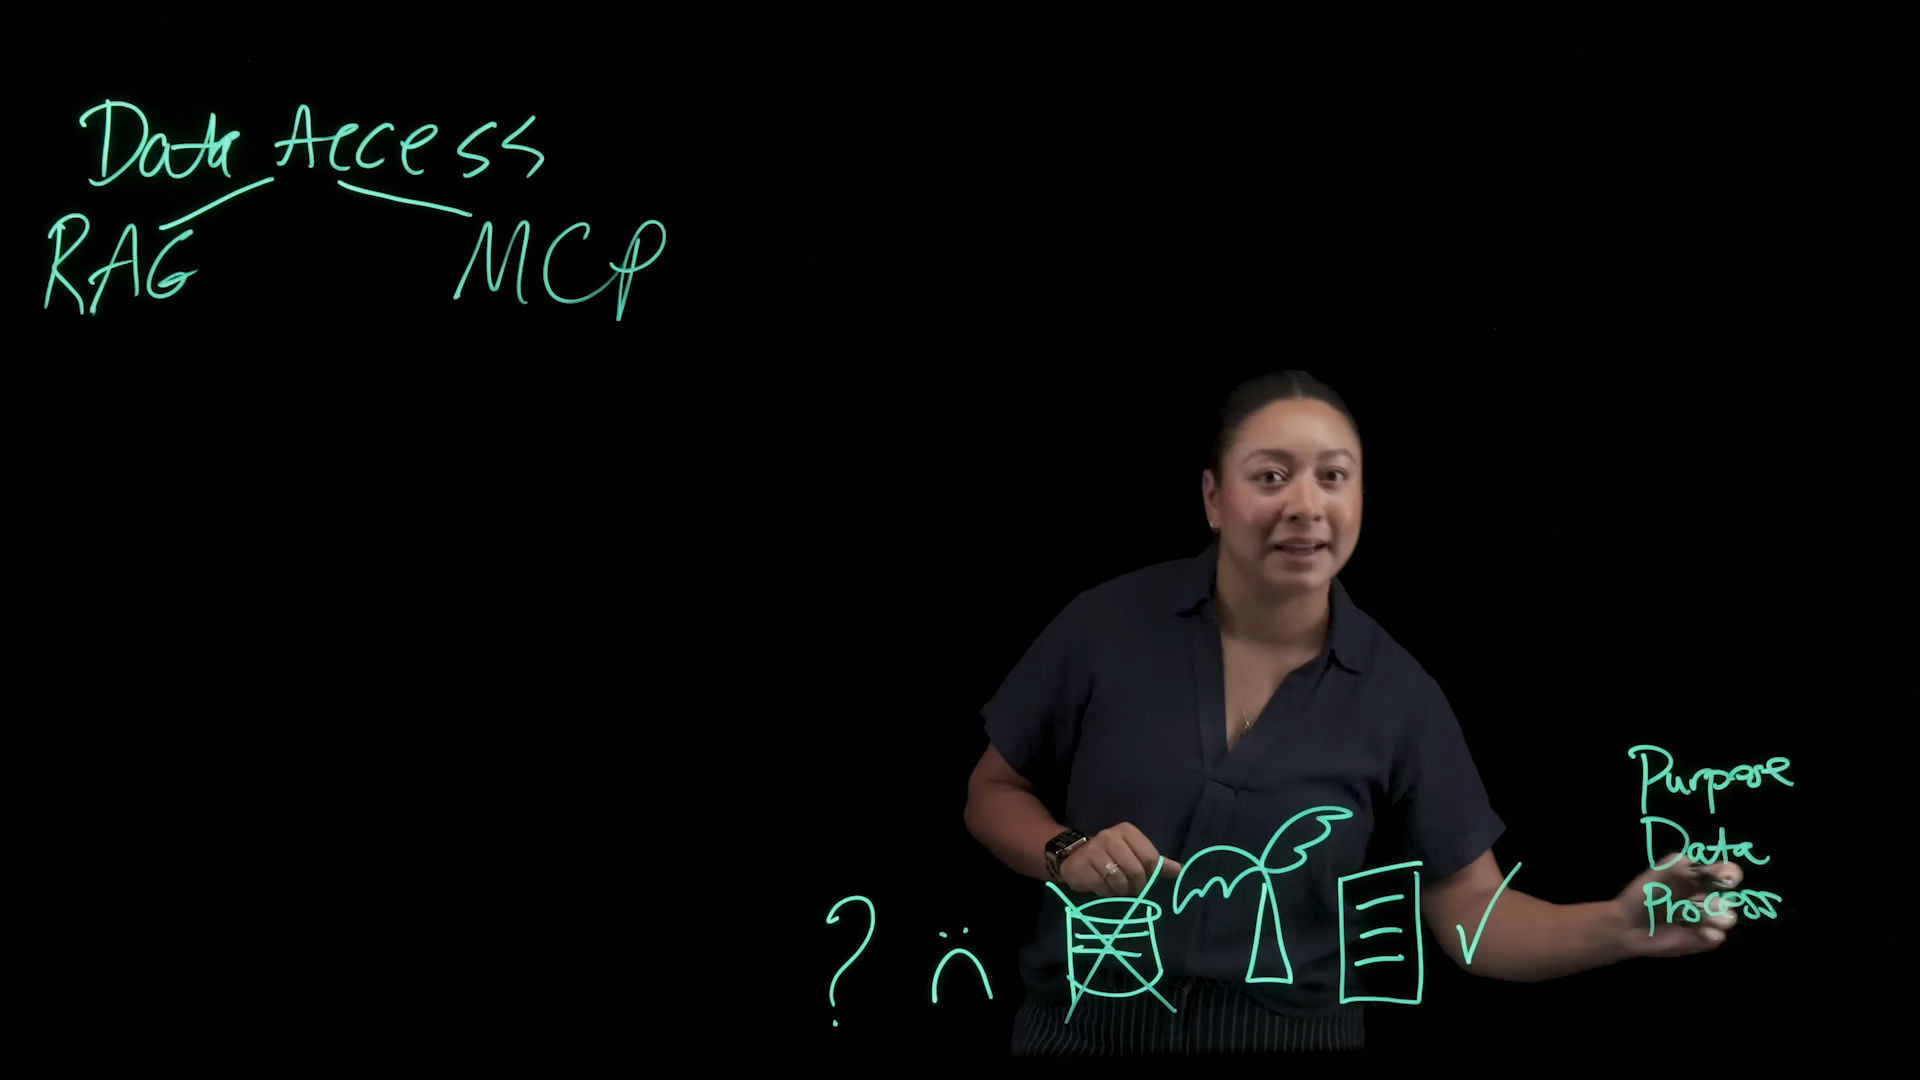 Data Access
RAG MCP
Purpose
Data
Process
?